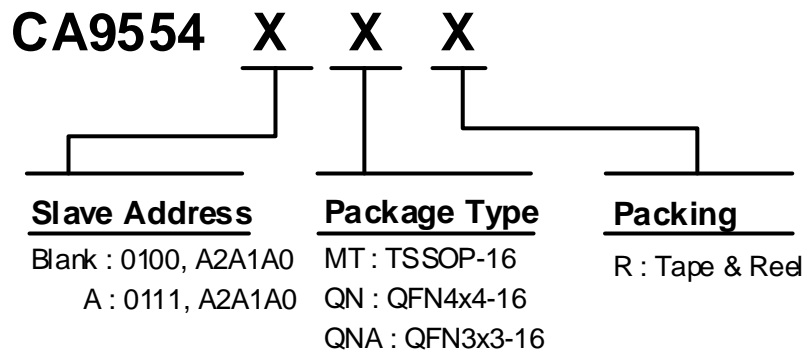 CA9554 X X X
Slave Address
Blank : 0100, A2A1A0
A : 0111, A2A1A0
Package Type
MT : TSSOP-16
QN : QFN4x4-16
QNA : QFN3x3-16
Packing
R : Tape & Reel